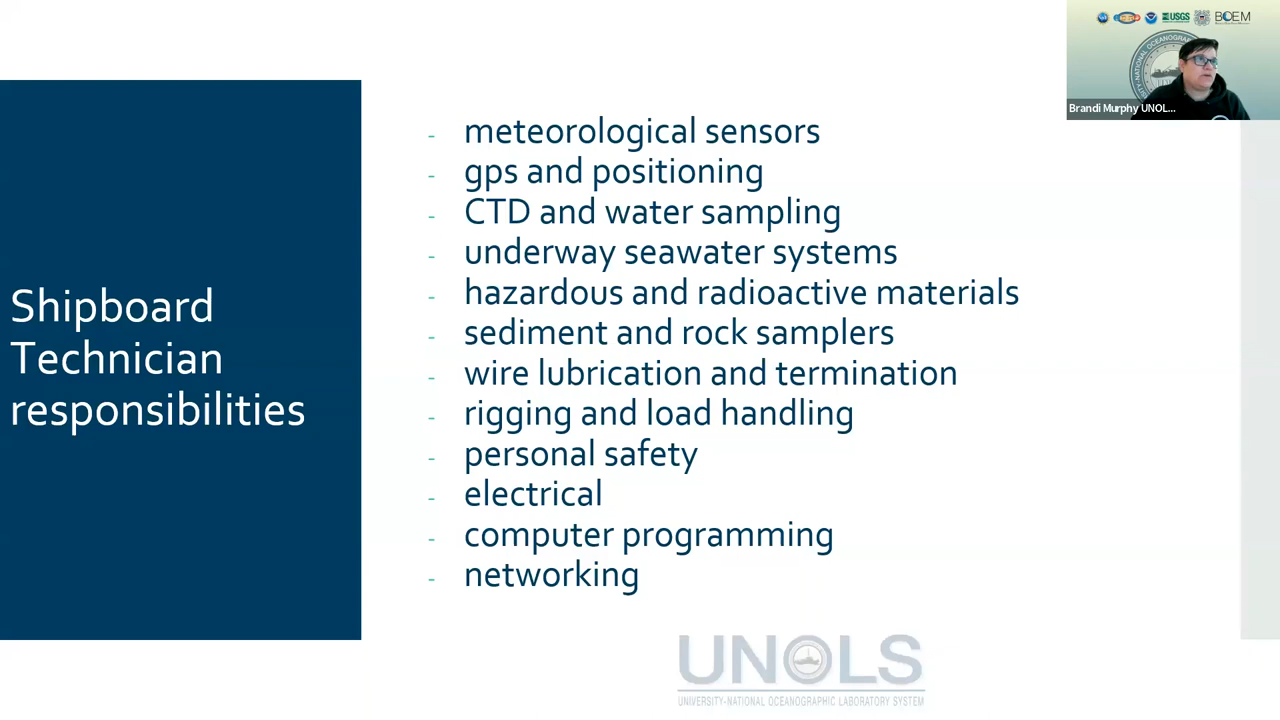 USGS
BOEM
Brandi Murphy UNOL...
Shipboard
Technician
responsibilities
- meteorological sensors
- gps and positioning
- CTD and water sampling
- underway seawater systems
- hazardous and radioactive materials
- sediment and rock samplers
- wire lubrication and termination
- rigging and load handling
- personal safety
- electrical
- computer programming
- networking
UNOLS
UNIVERSITY-NATIONAL OCEANOGRAPHIC LABORATORY SYSTEM